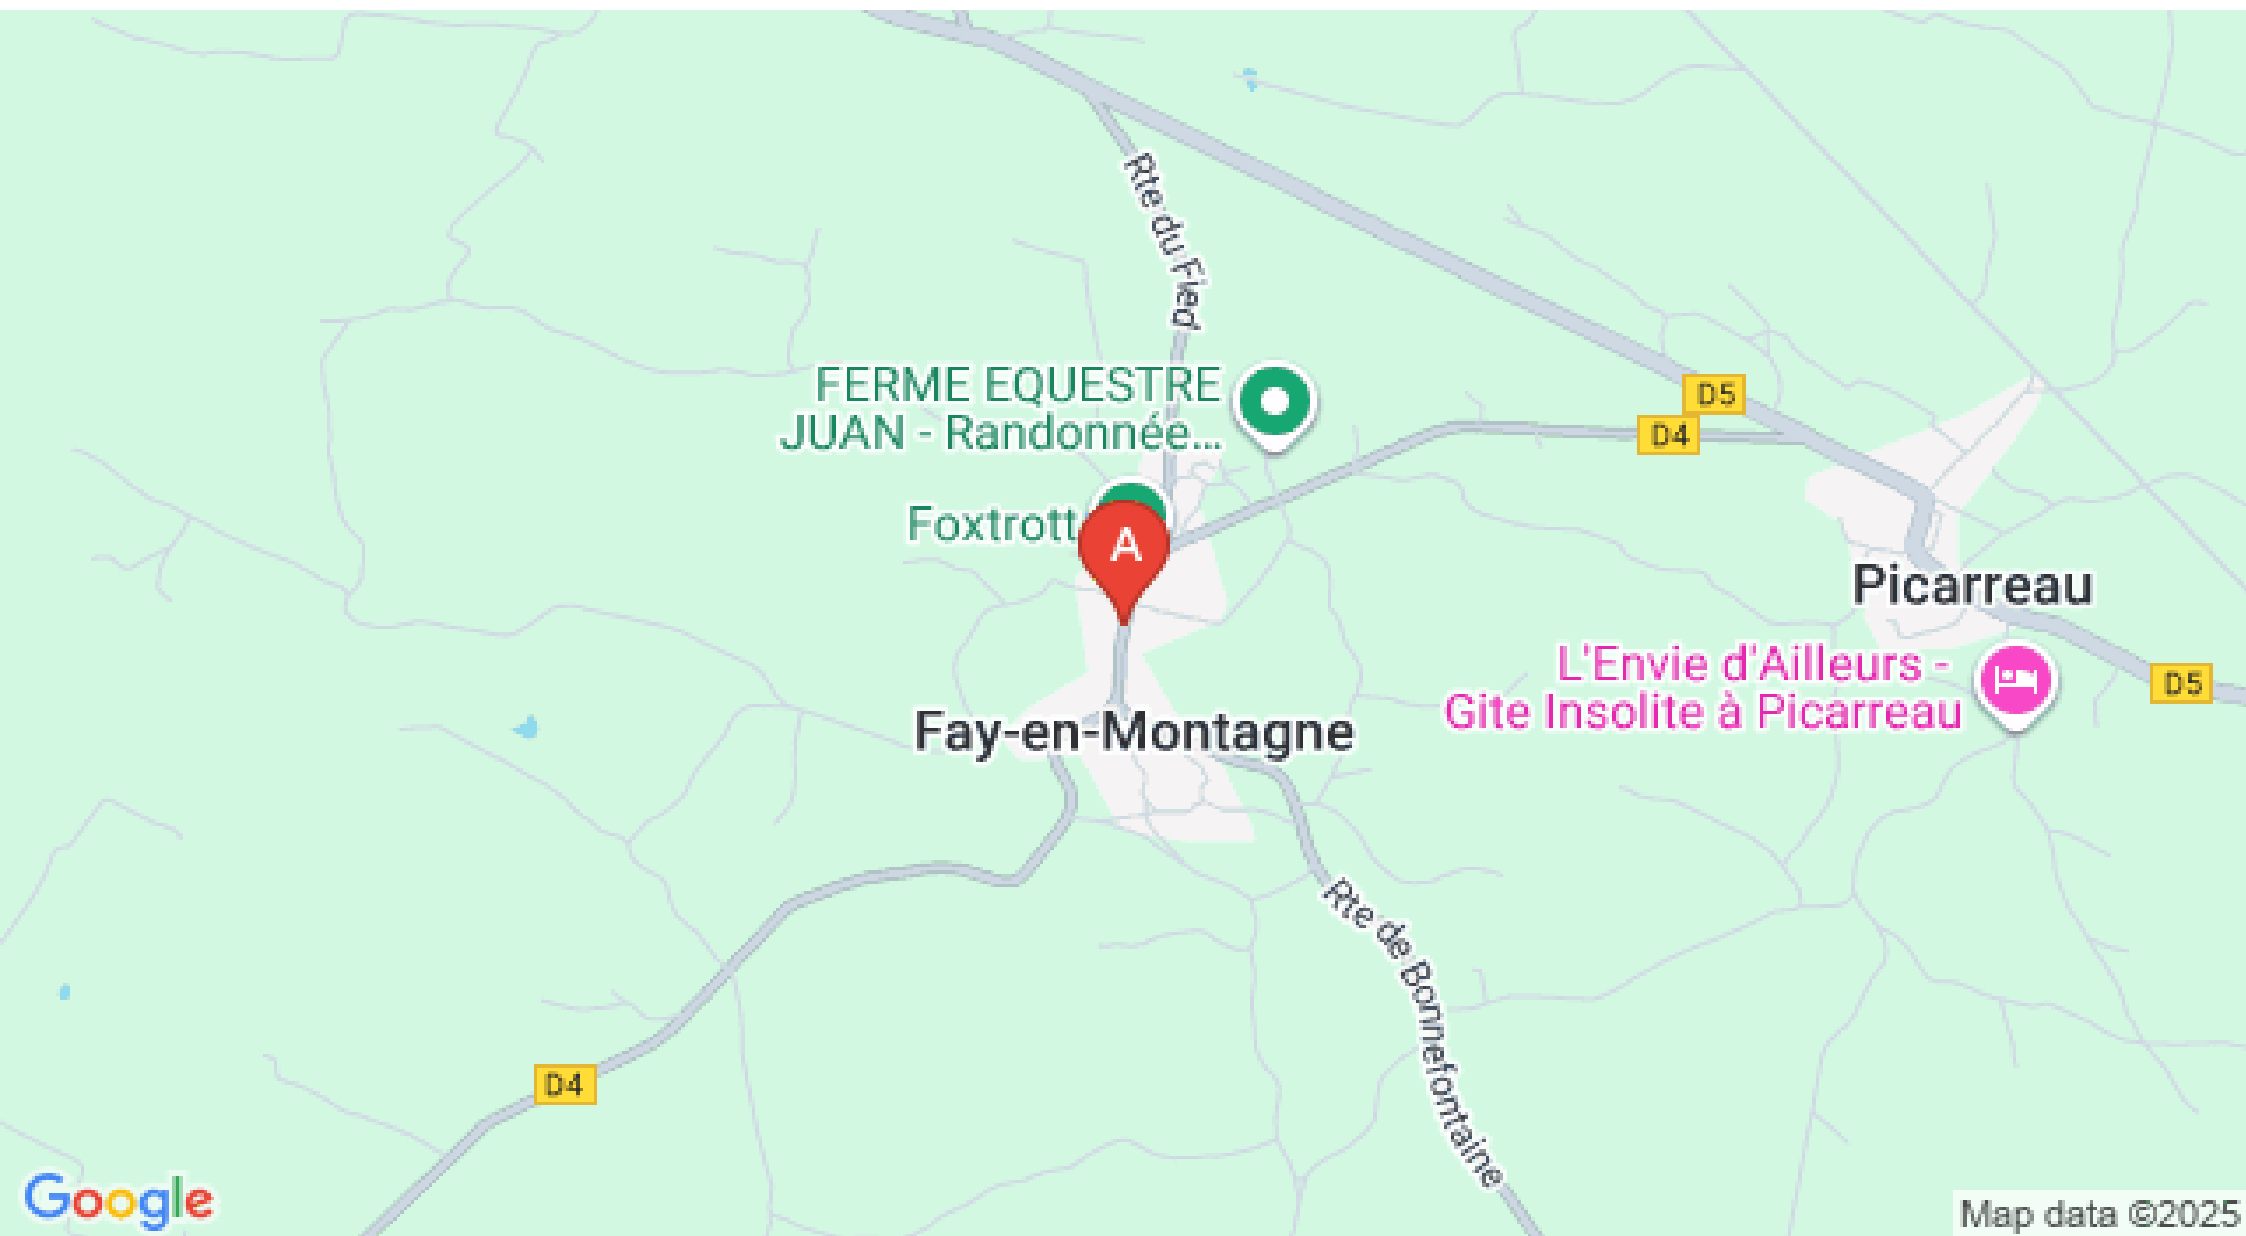 Rte du Fied
FERME EQUESTRE
JUAN - Randonnée...
D5
D4
Foxtrott
A
Picarreau
L'Envie d'Ailleurs -
Gite Insolite à Picarreau
D5
Fay-en-Montagne
Rte de Bonnefontaine
D4
Google
Map data ©2025